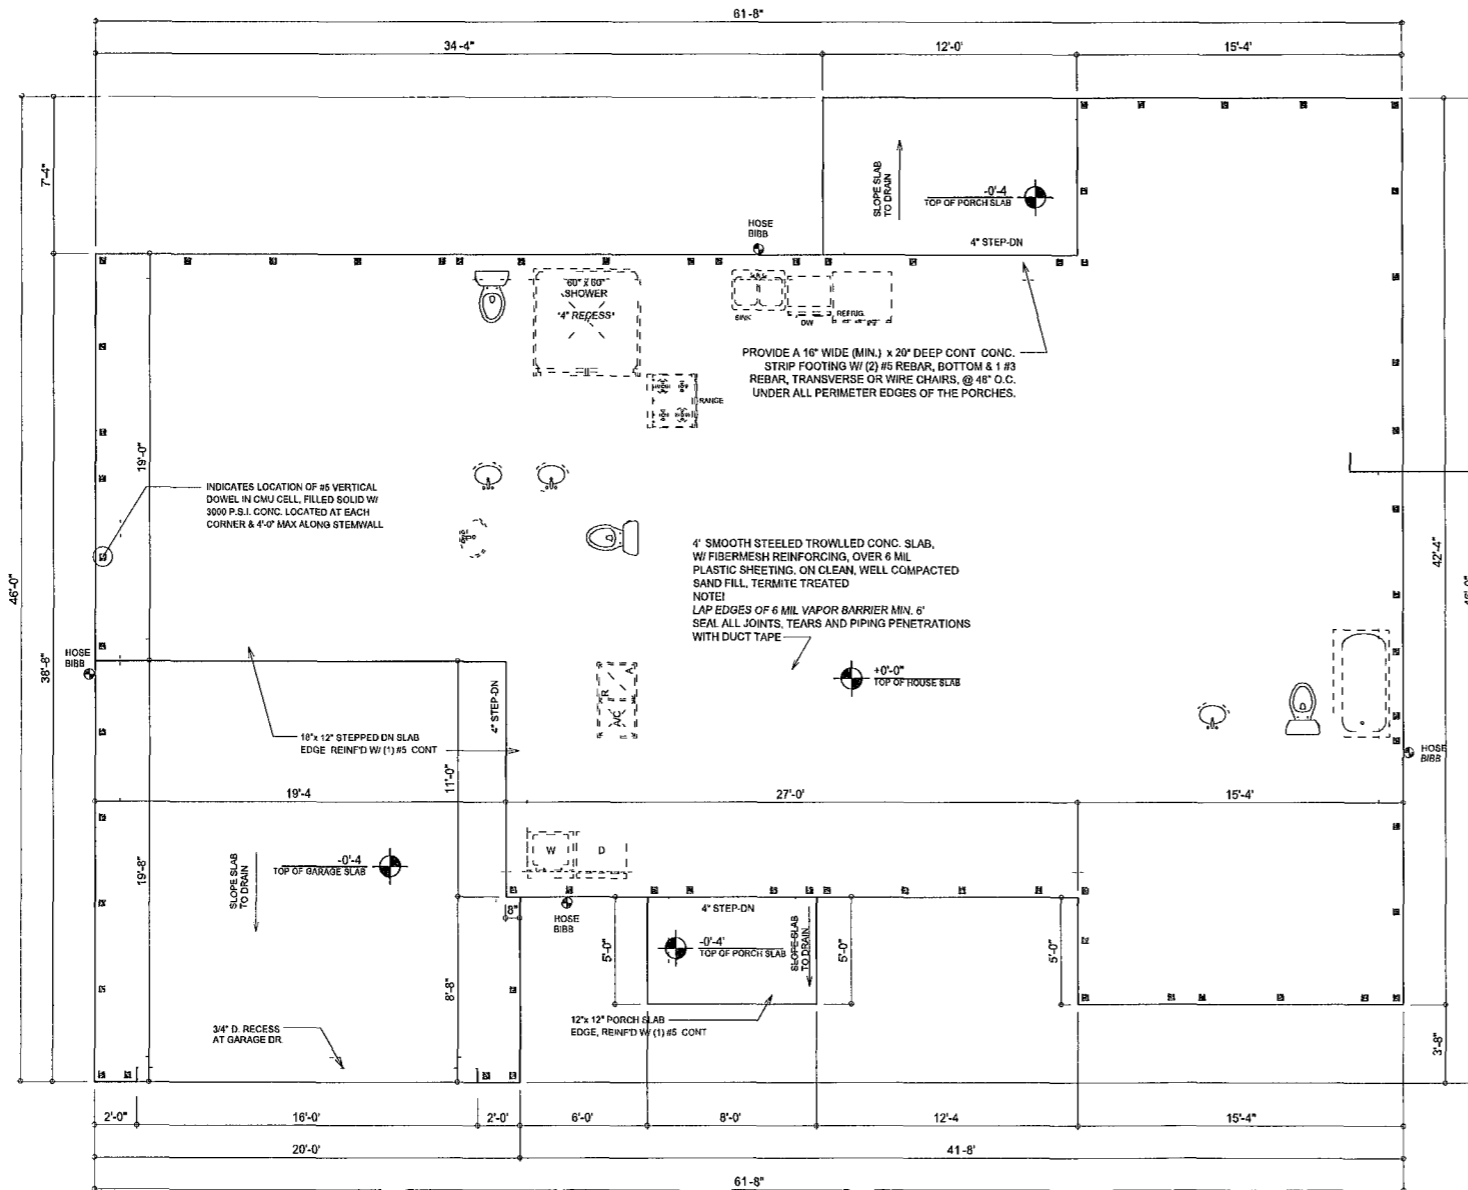 61-8"
34-4"
12'-0'
15'-4'
7'-4"
SLOPE SLAB
TO DRAIN
-0'-4
TOP OF PORCH SLAB
HOSE
BIBB
4" STEP-DN
60" x 60"
SHOWER
4" RECESS
SINK
DW
REFRIG.
RANGE
PROVIDE A 16" WIDE (MIN.) x 20" DEEP CONT CONC.
STRIP FOOTING W/ (2) #5 REBAR, BOTTOM & 1 #3
REBAR, TRANSVERSE OR WIRE CHAIRS, @ 48" O.C.
UNDER ALL PERIMETER EDGES OF THE PORCHES.
19'-0"
INDICATES LOCATION OF #5 VERTICAL
DOWEL IN CMU CELL, FILLED SOLID W/
3000 P.S.I. CONC. LOCATED AT EACH
CORNER & 4'-0" MAX ALONG STEMWALL
4' SMOOTH STEELED TROWLLED CONC. SLAB,
W/ FIBERMESH REINFORCING, OVER 6 MIL
PLASTIC SHEETING, ON CLEAN, WELL COMPACTED
SAND FILL, TERMITE TREATED
NOTE!
LAP EDGES OF 6 MIL VAPOR BARRIER MIN. 6'
SEAL ALL JOINTS, TEARS AND PIPING PENETRATIONS
WITH DUCT TAPE
46'-0"
42'-4"
38'-8"
HOSE
BIBB
4" STEP-DN
R
A
A/C
+0'-0"
TOP OF HOUSE SLAB
18"x 12" STEPPED DN SLAB
EDGE REINF'D W/ (1) #5 CONT
HOSE
BIBB
11'-0"
19'-4
27'-0'
15'-4'
19'-8"
SLOPE SLAB
TO DRAIN
-0'-4
TOP OF GARAGE SLAB
W
D
8"
HOSE
BIBB
4" STEP-DN
-0'-4'
TOP OF PORCH SLAB
SLOPE SLAB
TO DRAIN
5'-0"
5'-0"
5'-0"
8'-8"
3/4" D. RECESS
AT GARAGE DR.
12"x 12" PORCH SLAB
EDGE, REINF'D W/ (1) #5 CONT
3'-8"
2'-0"
16'-0'
2'-0'
6'-0'
8'-0'
12'-4
15'-4"
20'-0'
41-8'
61-8"